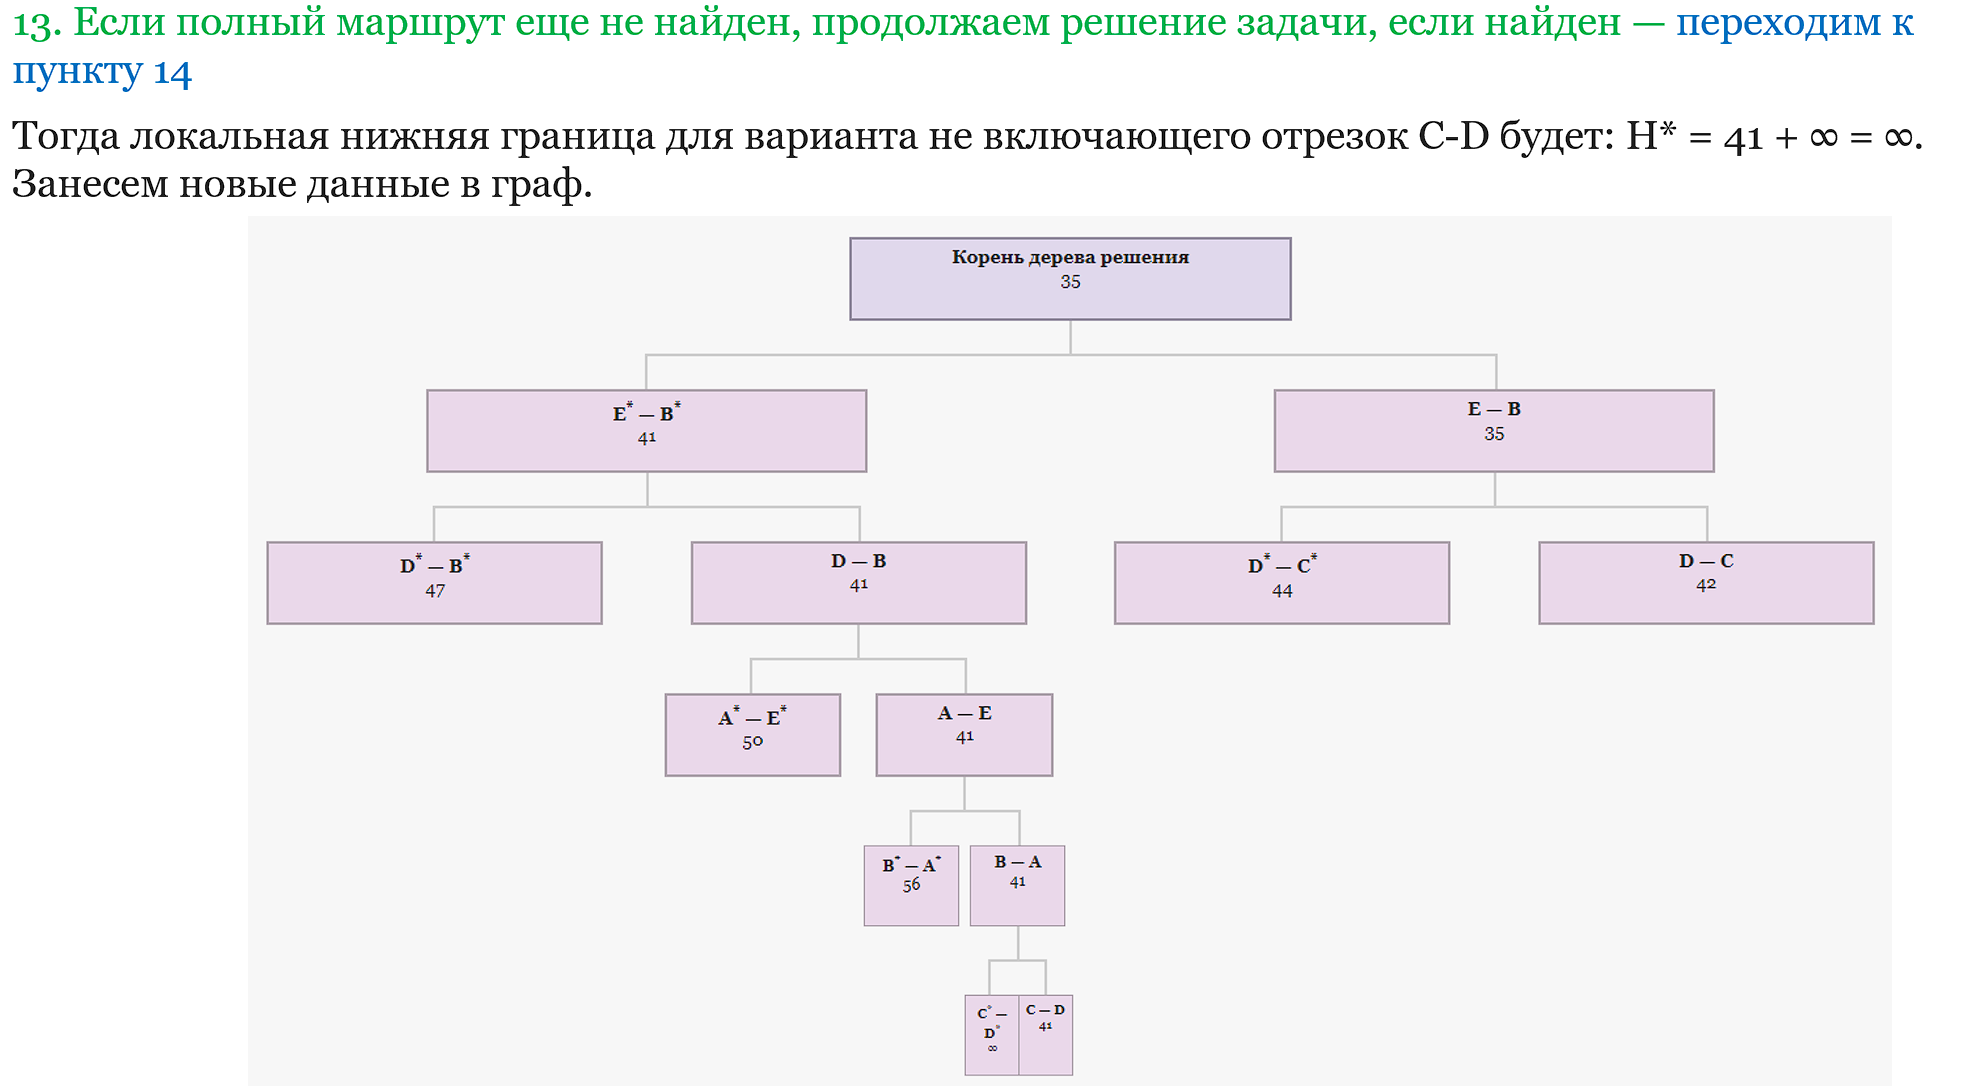 13. Если полный маршрут еще не найден, продолжаем решение задачи, если найден — переходим к
пункту 14
Тогда локальная нижняя граница для варианта не включающего отрезок C-D будет: H* = 41 + ∞ = ∞.
Занесем новые данные в граф.
Корень дерева решения
35
E* — B*
41
E — B
35
D* — B*
47
D — B
41
D* — C*
44
D — C
42
A* — E*
50
A — E
41
B* — A*
56
B — A
41
C* —
D*
∞
C — D
41